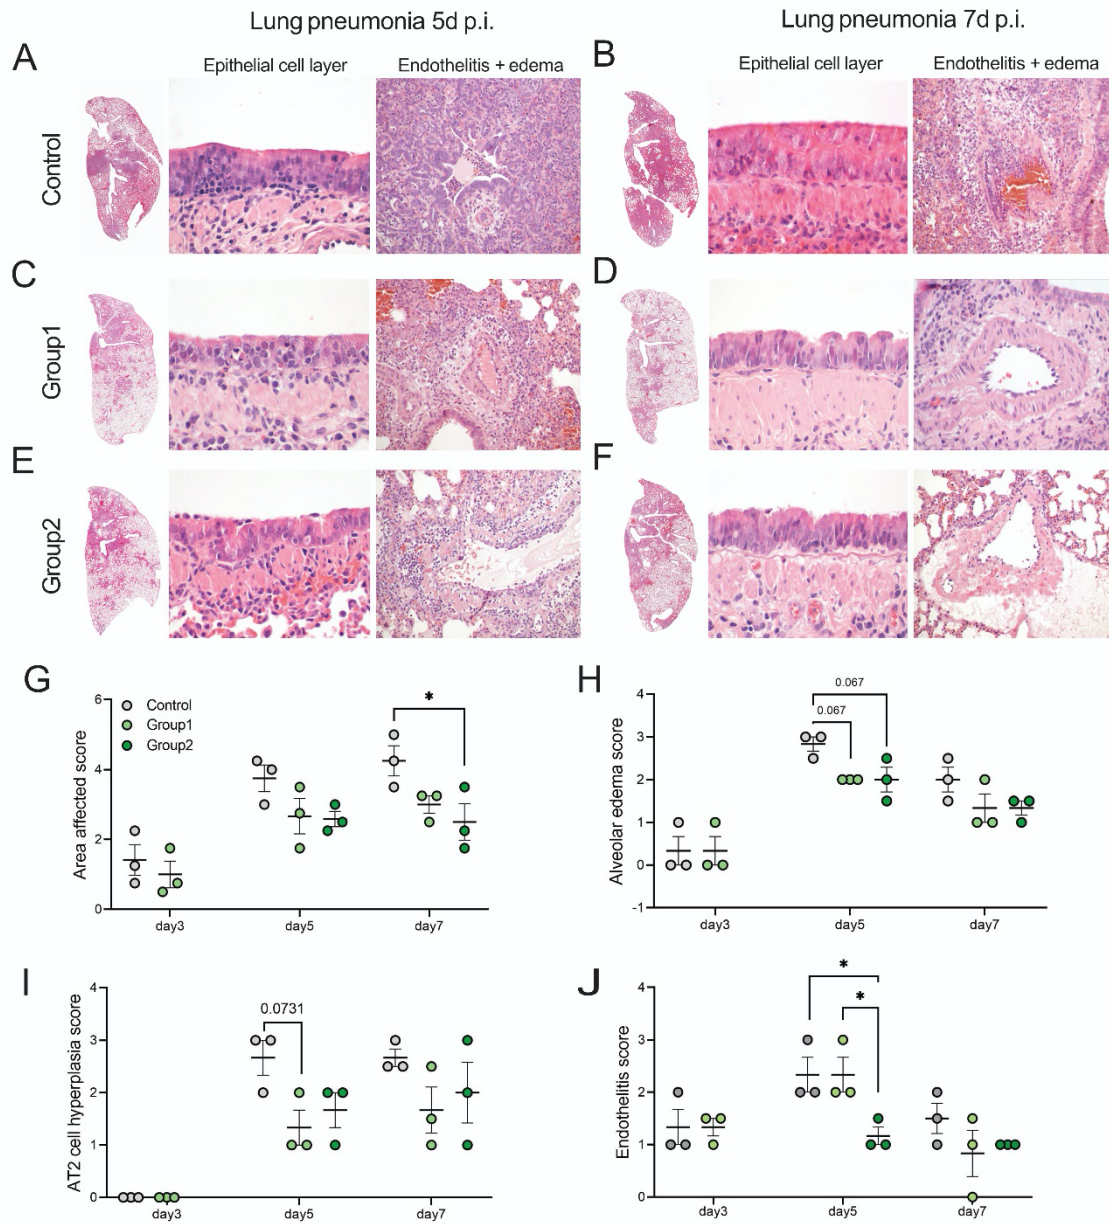 Lung pneumonia 5d p.i.
Lung pneumonia 7d p.i.
A
Epithelial cell layer
Endothelitis + edema
B
Epithelial cell layer
Endothelitis + edema
Control
C
D
Group1
E
F
Group2
G
Area affected score
6
4
2
0
Control
Group1
Group2
*
day3
day5
day7
H
Alveolar edema score
4
3
2
1
0
-1
0.067
0.067
day3
day5
day7
I
AT2 cell hyperplasia score
4
3
2
1
0
0.0731
day3
day5
day7
J
Endothelitis score
4
3
2
1
0
*
*
day3
day5
day7